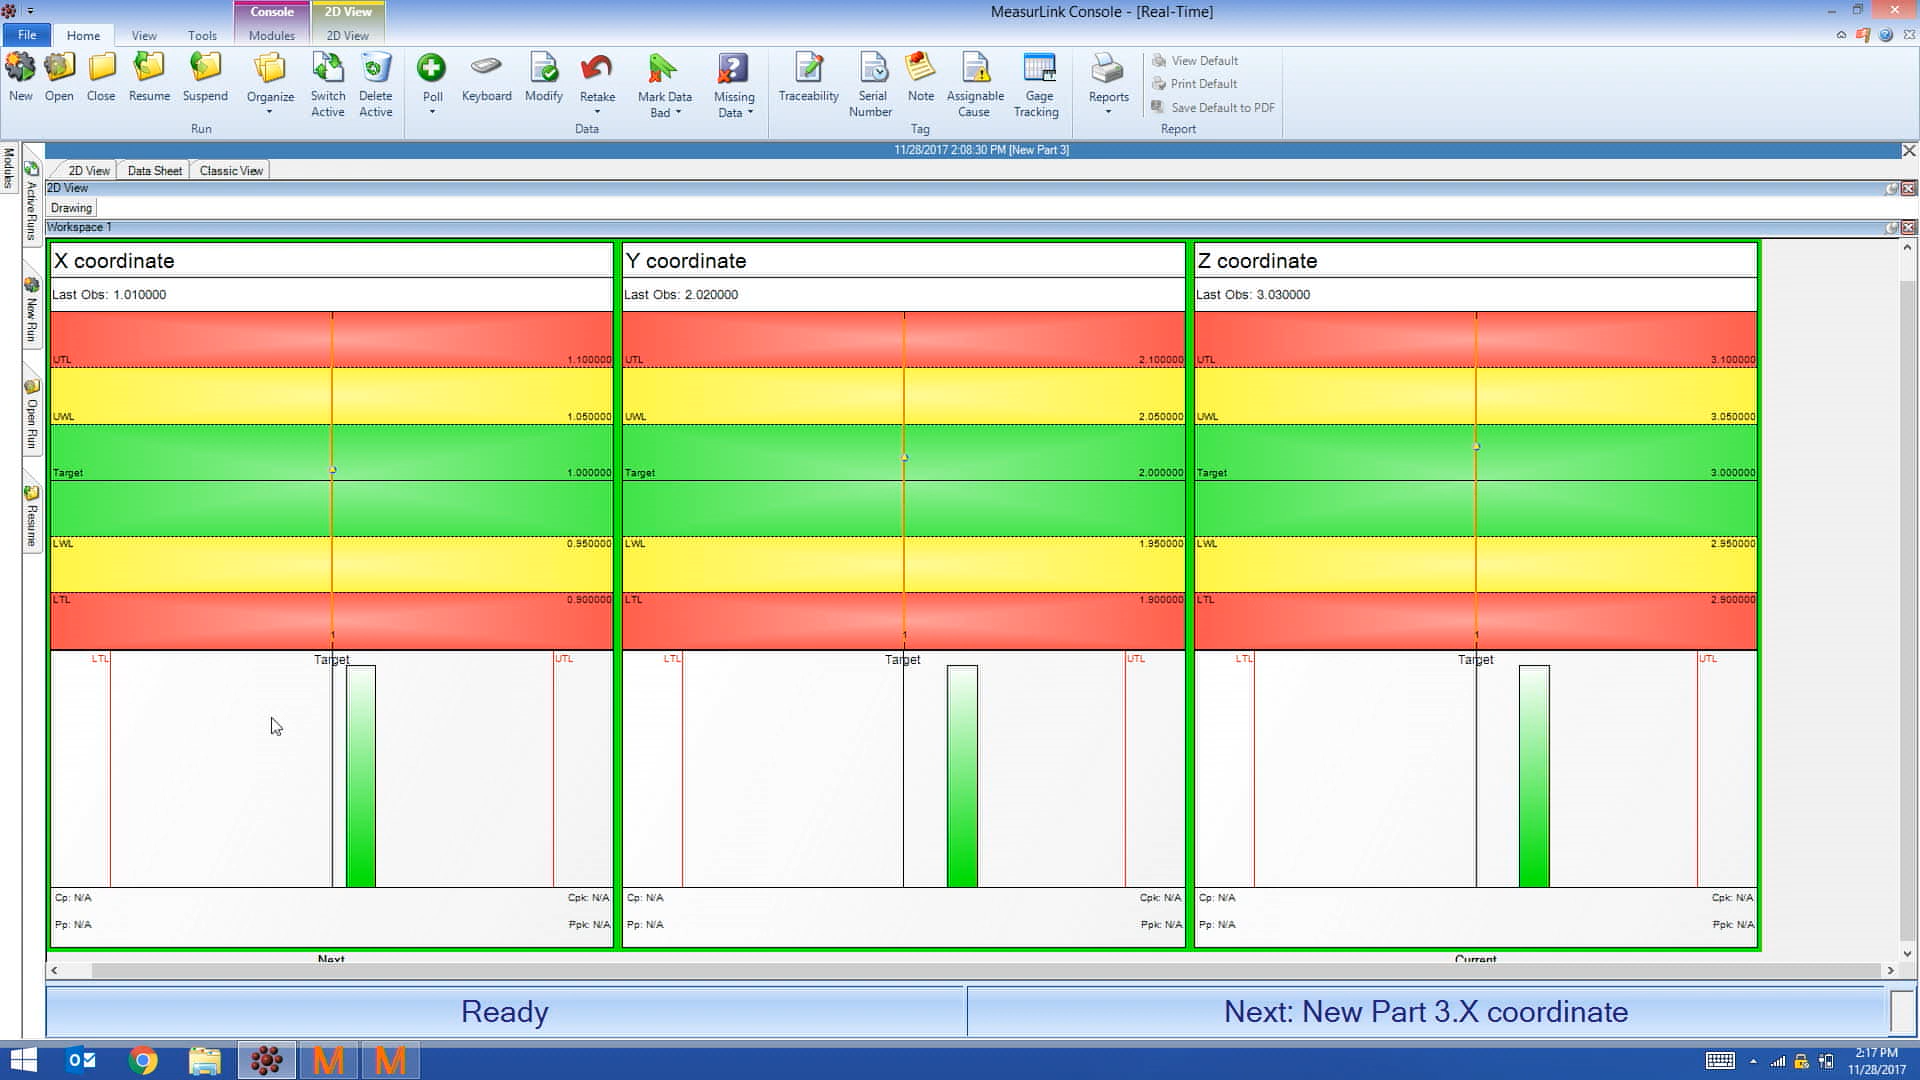 Console
2D View
MeasurLink Console - [Real-Time]
File
Home
View
Tools
Modules
2D View
New
Open
Close
Resume
Suspend
Organize
Switch Active
Delete Active
Run
Poll
Keyboard
Modify
Retake
Mark Data Bad
Missing Data
Data
Traceability
Serial Number
Note
Assignable Cause
Gage Tracking
Tag
Reports
View Default
Print Default
Save Default to PDF
Report
11/28/2017 2:08:30 PM [New Part 3]
Modules
Active Runs
New Run
Open Run
Resume
2D View
Data Sheet
Classic View
2D View
Drawing
Workspace 1
X coordinate
Last Obs: 1.010000
UTL 1.100000
UWL 1.050000
Target 1.000000
LWL 0.950000
LTL 0.900000
1
LTL
Target
UTL
Cp: N/A
Cpk: N/A
Pp: N/A
Ppk: N/A
Y coordinate
Last Obs: 2.020000
UTL 2.100000
UWL 2.050000
Target 2.000000
LWL 1.950000
LTL 1.900000
1
LTL
Target
UTL
Cp: N/A
Cpk: N/A
Pp: N/A
Ppk: N/A
Z coordinate
Last Obs: 3.030000
UTL 3.100000
UWL 3.050000
Target 3.000000
LWL 2.950000
LTL 2.900000
1
LTL
Target
UTL
Cp: N/A
Cpk: N/A
Pp: N/A
Ppk: N/A
Next
Current
Ready
Next: New Part 3.X coordinate
2:17 PM
11/28/2017